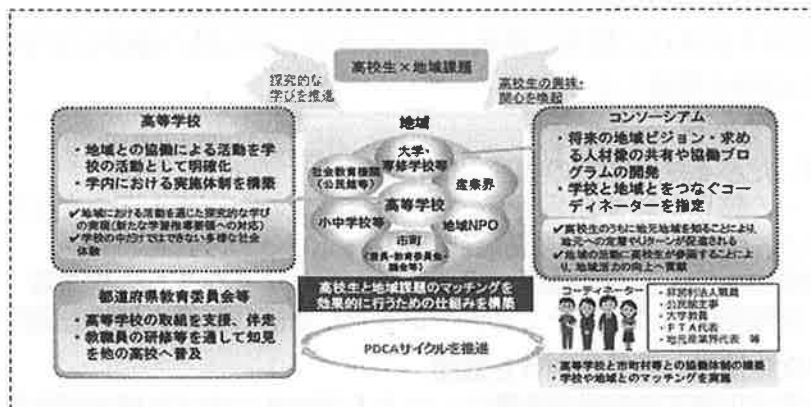 高校生×地域課題
探究的な
学びを推進
高校生の興味・
関心を喚起
高等学校
・地域との協働による活動を学
校の活動として明確化
・学内における実施体制を構築
✓地域における活動を通じた探究的な学び
の実現(新たな学習指導要領への対応)
✓学校の中だけではできない多様な社会
体験
地域
大学・
専修学校等
社会教育機関
(公民館等)
産業界
高等学校
小中学校等
地域NPO
市町
(首長・教育委員会・
議会等)
コンソーシアム
・将来の地域ビジョン・求め
る人材像の共有や協働プロ
グラムの開発
・学校と地域とをつなぐコー
ディネーターを指定
✓高校生のうちに地元地域を知ることにより、
地元への定着やUターンが促進される
✓地域の活動に高校生が参画することによ
り、地域活力の向上へ貢献
都道府県教育委員会等
・高等学校の取組を支援、伴走
・教職員の研修等を通して知見
を他の高校へ普及
高校生と地域課題のマッチングを
効果的に行うための仕組みを構築
PDCAサイクルを推進
コーディネーター
・非営利法人職員
・公民館主事
・大学教員
・PTA代表
・地元産業界代表 等
・高等学校と市町村等との協働体制の構築
・学校や地域とのマッチングを実施